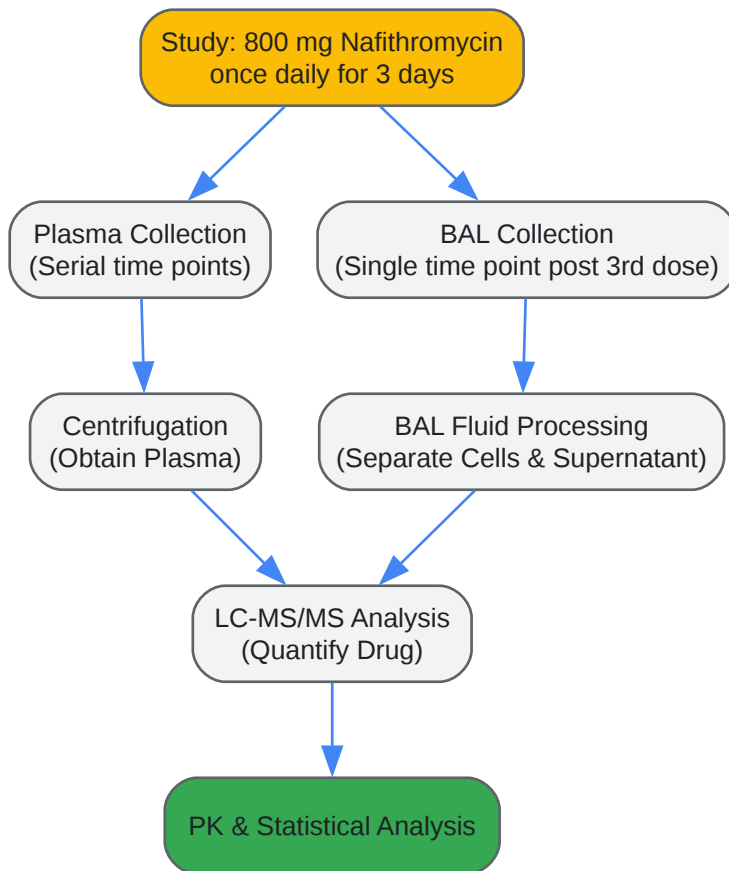 Study: 800 mg Nafithromycin
once daily for 3 days
Plasma Collection
(Serial time points)
BAL Collection
(Single time point post 3rd dose)
Centrifugation
(Obtain Plasma)
BAL Fluid Processing
(Separate Cells & Supernatant)
LC-MS/MS Analysis
(Quantify Drug)
PK & Statistical Analysis